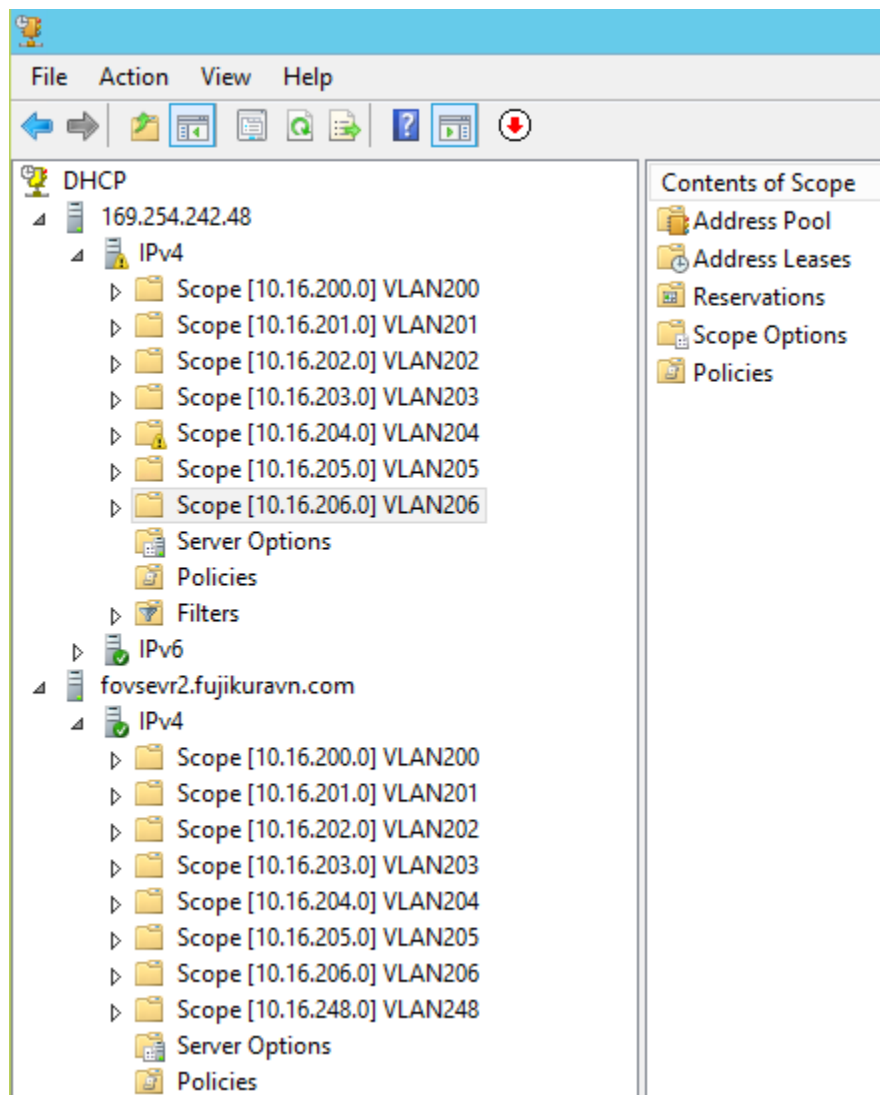 File Action View Help
DHCP
169.254.242.48
IPv4
Scope [10.16.200.0] VLAN200
Scope [10.16.201.0] VLAN201
Scope [10.16.202.0] VLAN202
Scope [10.16.203.0] VLAN203
Scope [10.16.204.0] VLAN204
Scope [10.16.205.0] VLAN205
Scope [10.16.206.0] VLAN206
Server Options
Policies
Filters
IPv6
fovsevr2.fujikuravn.com
IPv4
Scope [10.16.200.0] VLAN200
Scope [10.16.201.0] VLAN201
Scope [10.16.202.0] VLAN202
Scope [10.16.203.0] VLAN203
Scope [10.16.204.0] VLAN204
Scope [10.16.205.0] VLAN205
Scope [10.16.206.0] VLAN206
Scope [10.16.248.0] VLAN248
Server Options
Policies
Contents of Scope
Address Pool
Address Leases
Reservations
Scope Options
Policies